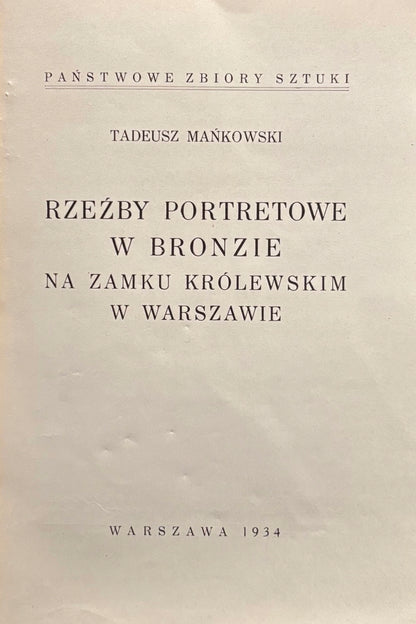 PAŃSTWOWE ZBIORY SZTUKI
TADEUSZ MAŃKOWSKI
RZEŹBY PORTRETOWE
W BRONZIE
NA ZAMKU KRÓLEWSKIM
W WARSZAWIE
WARSZAWA 1934